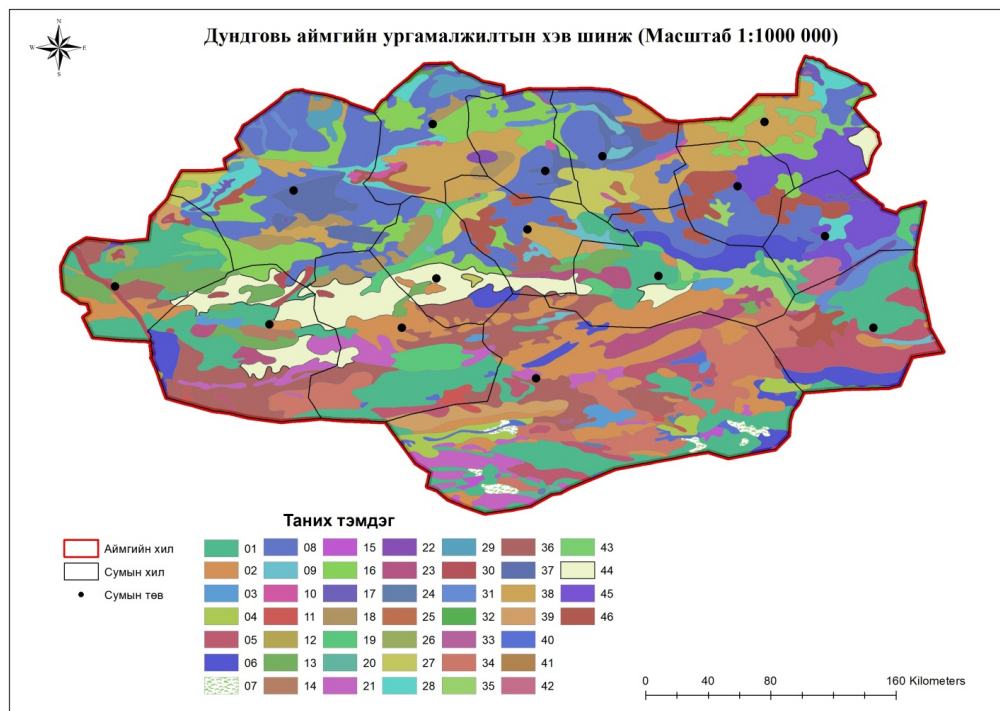 Дундговь аймгийн ургамалжилтын хэв шинж (Масштаб 1:1000 000)
N
W E
S
Таних тэмдэг
Аймгийн хил
Сумын хил
Сумын төв
01 08 15 22 29 36 43
02 09 16 23 30 37 44
03 10 17 24 31 38 45
04 11 18 25 32 39 46
05 12 19 26 33 40
06 13 20 27 34 41
07 14 21 28 35 42
0 40 80 160 Kilometers